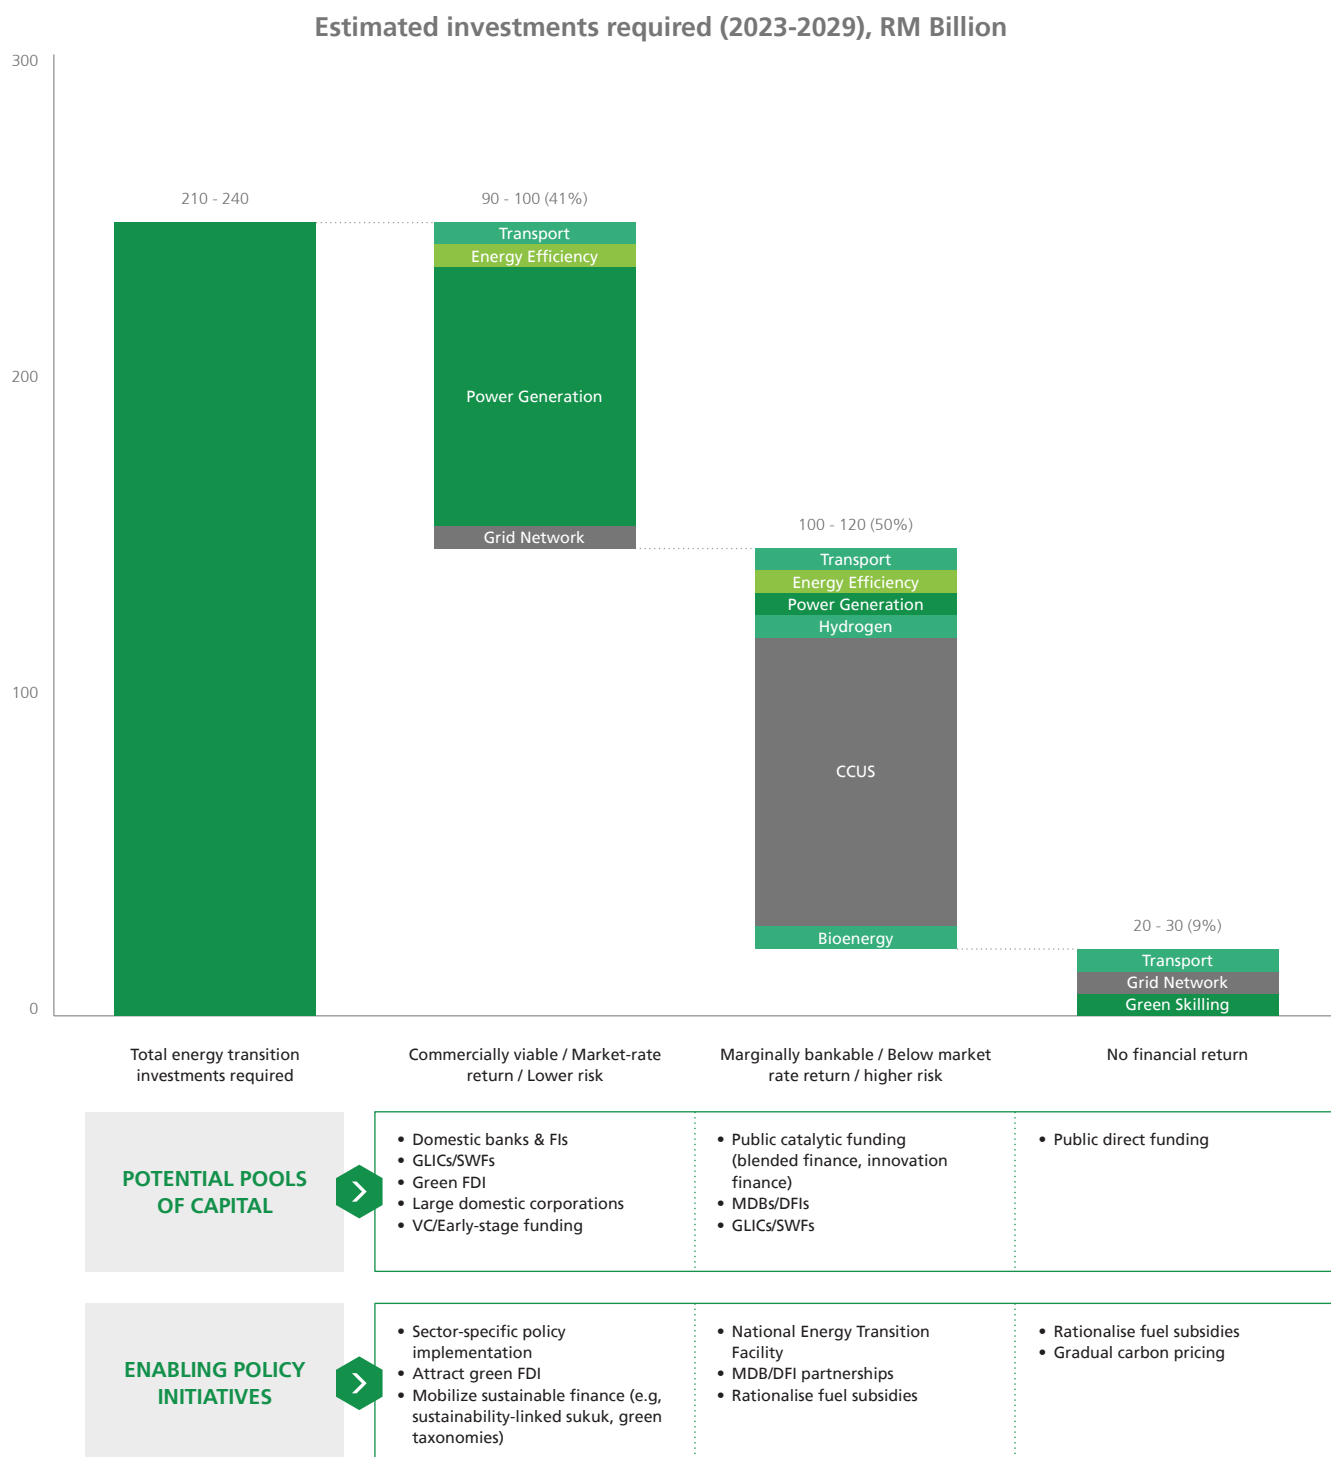 Estimated investments required (2023-2029), RM Billion
300
200
100
0
210 - 240
90 - 100 (41%)
Transport
Energy Efficiency
Power Generation
Grid Network
100 - 120 (50%)
Transport
Energy Efficiency
Power Generation
Hydrogen
CCUS
Bioenergy
20 - 30 (9%)
Transport
Grid Network
Green Skilling
Total energy transition
investments required
Commercially viable / Market-rate
return / Lower risk
Marginally bankable / Below market
rate return / higher risk
No financial return
POTENTIAL POOLS
OF CAPITAL
• Domestic banks & FIs
• GLICs/SWFs
• Green FDI
• Large domestic corporations
• VC/Early-stage funding
• Public catalytic funding
(blended finance, innovation
finance)
• MDBs/DFIs
• GLICs/SWFs
• Public direct funding
ENABLING POLICY
INITIATIVES
• Sector-specific policy
implementation
• Attract green FDI
• Mobilize sustainable finance (e.g,
sustainability-linked sukuk, green
taxonomies)
• National Energy Transition
Facility
• MDB/DFI partnerships
• Rationalise fuel subsidies
• Rationalise fuel subsidies
• Gradual carbon pricing